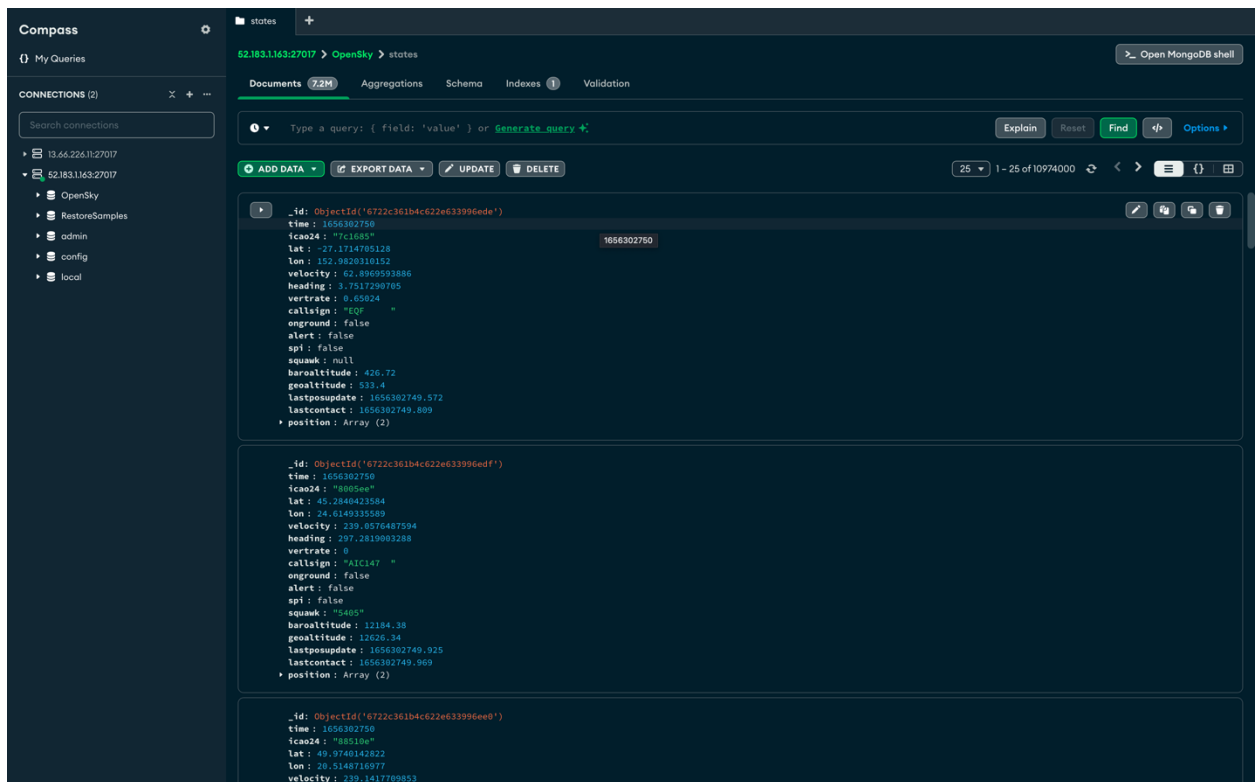 Compass
{} My Queries
CONNECTIONS (2)
Search connections
13.66.226.11:27017
52.183.1.163:27017
OpenSky
RestoreSamples
admin
config
local
states
52.183.1.163:27017 > OpenSky > states
>_ Open MongoDB shell
Documents 7.2M Aggregations Schema Indexes 1 Validation
Type a query: { field: 'value' } or Generate query
Explain Reset Find </> Options
ADD DATA EXPORT DATA UPDATE DELETE
25 1 – 25 of 10974000
_id: ObjectId('6722c361b4c622e633996ede')
time : 1656302750
1656302750
icao24 : "7c1685"
lat : -27.1714705128
lon : 152.9820310152
velocity : 62.8969593886
heading : 3.7517290705
vertrate : 0.65024
callsign : "EQF     "
onground : false
alert : false
spi : false
squawk : null
baroaltitude : 426.72
geoaltitude : 533.4
lastposupdate : 1656302749.572
lastcontact : 1656302749.809
position : Array (2)
_id: ObjectId('6722c361b4c622e633996edf')
time : 1656302750
icao24 : "8005ee"
lat : 45.2840423584
lon : 24.6149335589
velocity : 239.0576487594
heading : 297.2819003288
vertrate : 0
callsign : "AIC147  "
onground : false
alert : false
spi : false
squawk : "5405"
baroaltitude : 12184.38
geoaltitude : 12626.34
lastposupdate : 1656302749.925
lastcontact : 1656302749.969
position : Array (2)
_id: ObjectId('6722c361b4c622e633996ee0')
time : 1656302750
icao24 : "88510e"
lat : 49.9740142822
lon : 20.5148716977
velocity : 239.1417709853